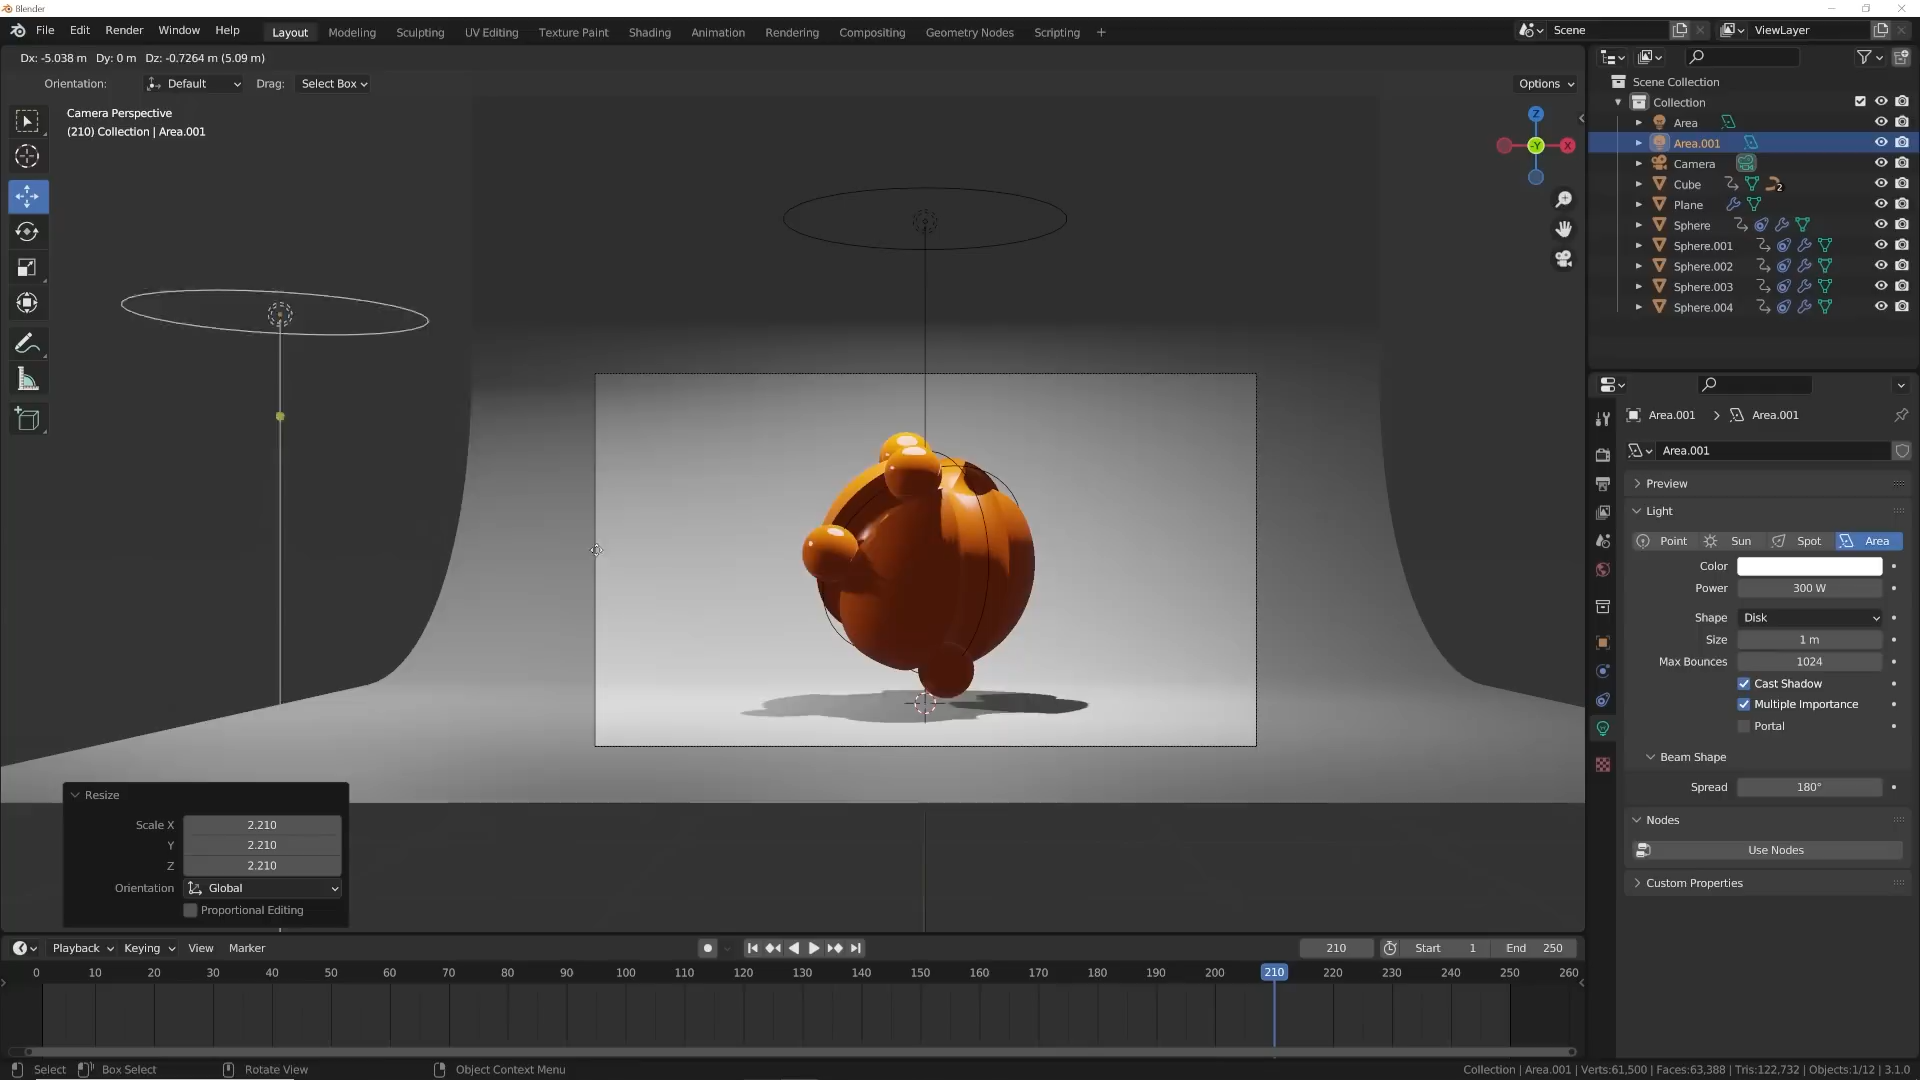 Blender
File Edit Render Window Help Layout Modeling Sculpting UV Editing Texture Paint Shading Animation Rendering Compositing Geometry Nodes Scripting + Scene ViewLayer
Dx: -5.038 m Dy: 0 m Dz: -0.7264 m (5.09 m)
Orientation: Default Drag: Select Box Options
Camera Perspective
(210) Collection | Area.001
Z
-Y
X
Scene Collection
Collection
Area
Area.001
Camera
Cube 2
Plane
Sphere
Sphere.001
Sphere.002
Sphere.003
Sphere.004
Area.001 > Area.001
Area.001
Preview
Light
Point Sun Spot Area
Color
Power 300 W
Shape Disk
Size 1 m
Max Bounces 1024
Cast Shadow
Multiple Importance
Portal
Beam Shape
Spread 180°
Nodes
Use Nodes
Custom Properties
Resize
Scale X 2.210
Y 2.210
Z 2.210
Orientation Global
Proportional Editing
Playback Keying View Marker 210 Start 1 End 250
0 10 20 30 40 50 60 70 80 90 100 110 120 130 140 150 160 170 180 190 200 210 220 230 240 250 260
Select Box Select Rotate View Object Context Menu Collection | Area.001 | Verts:61,500 | Faces:63,388 | Tris:122,732 | Objects:1/12 | 3.1.0